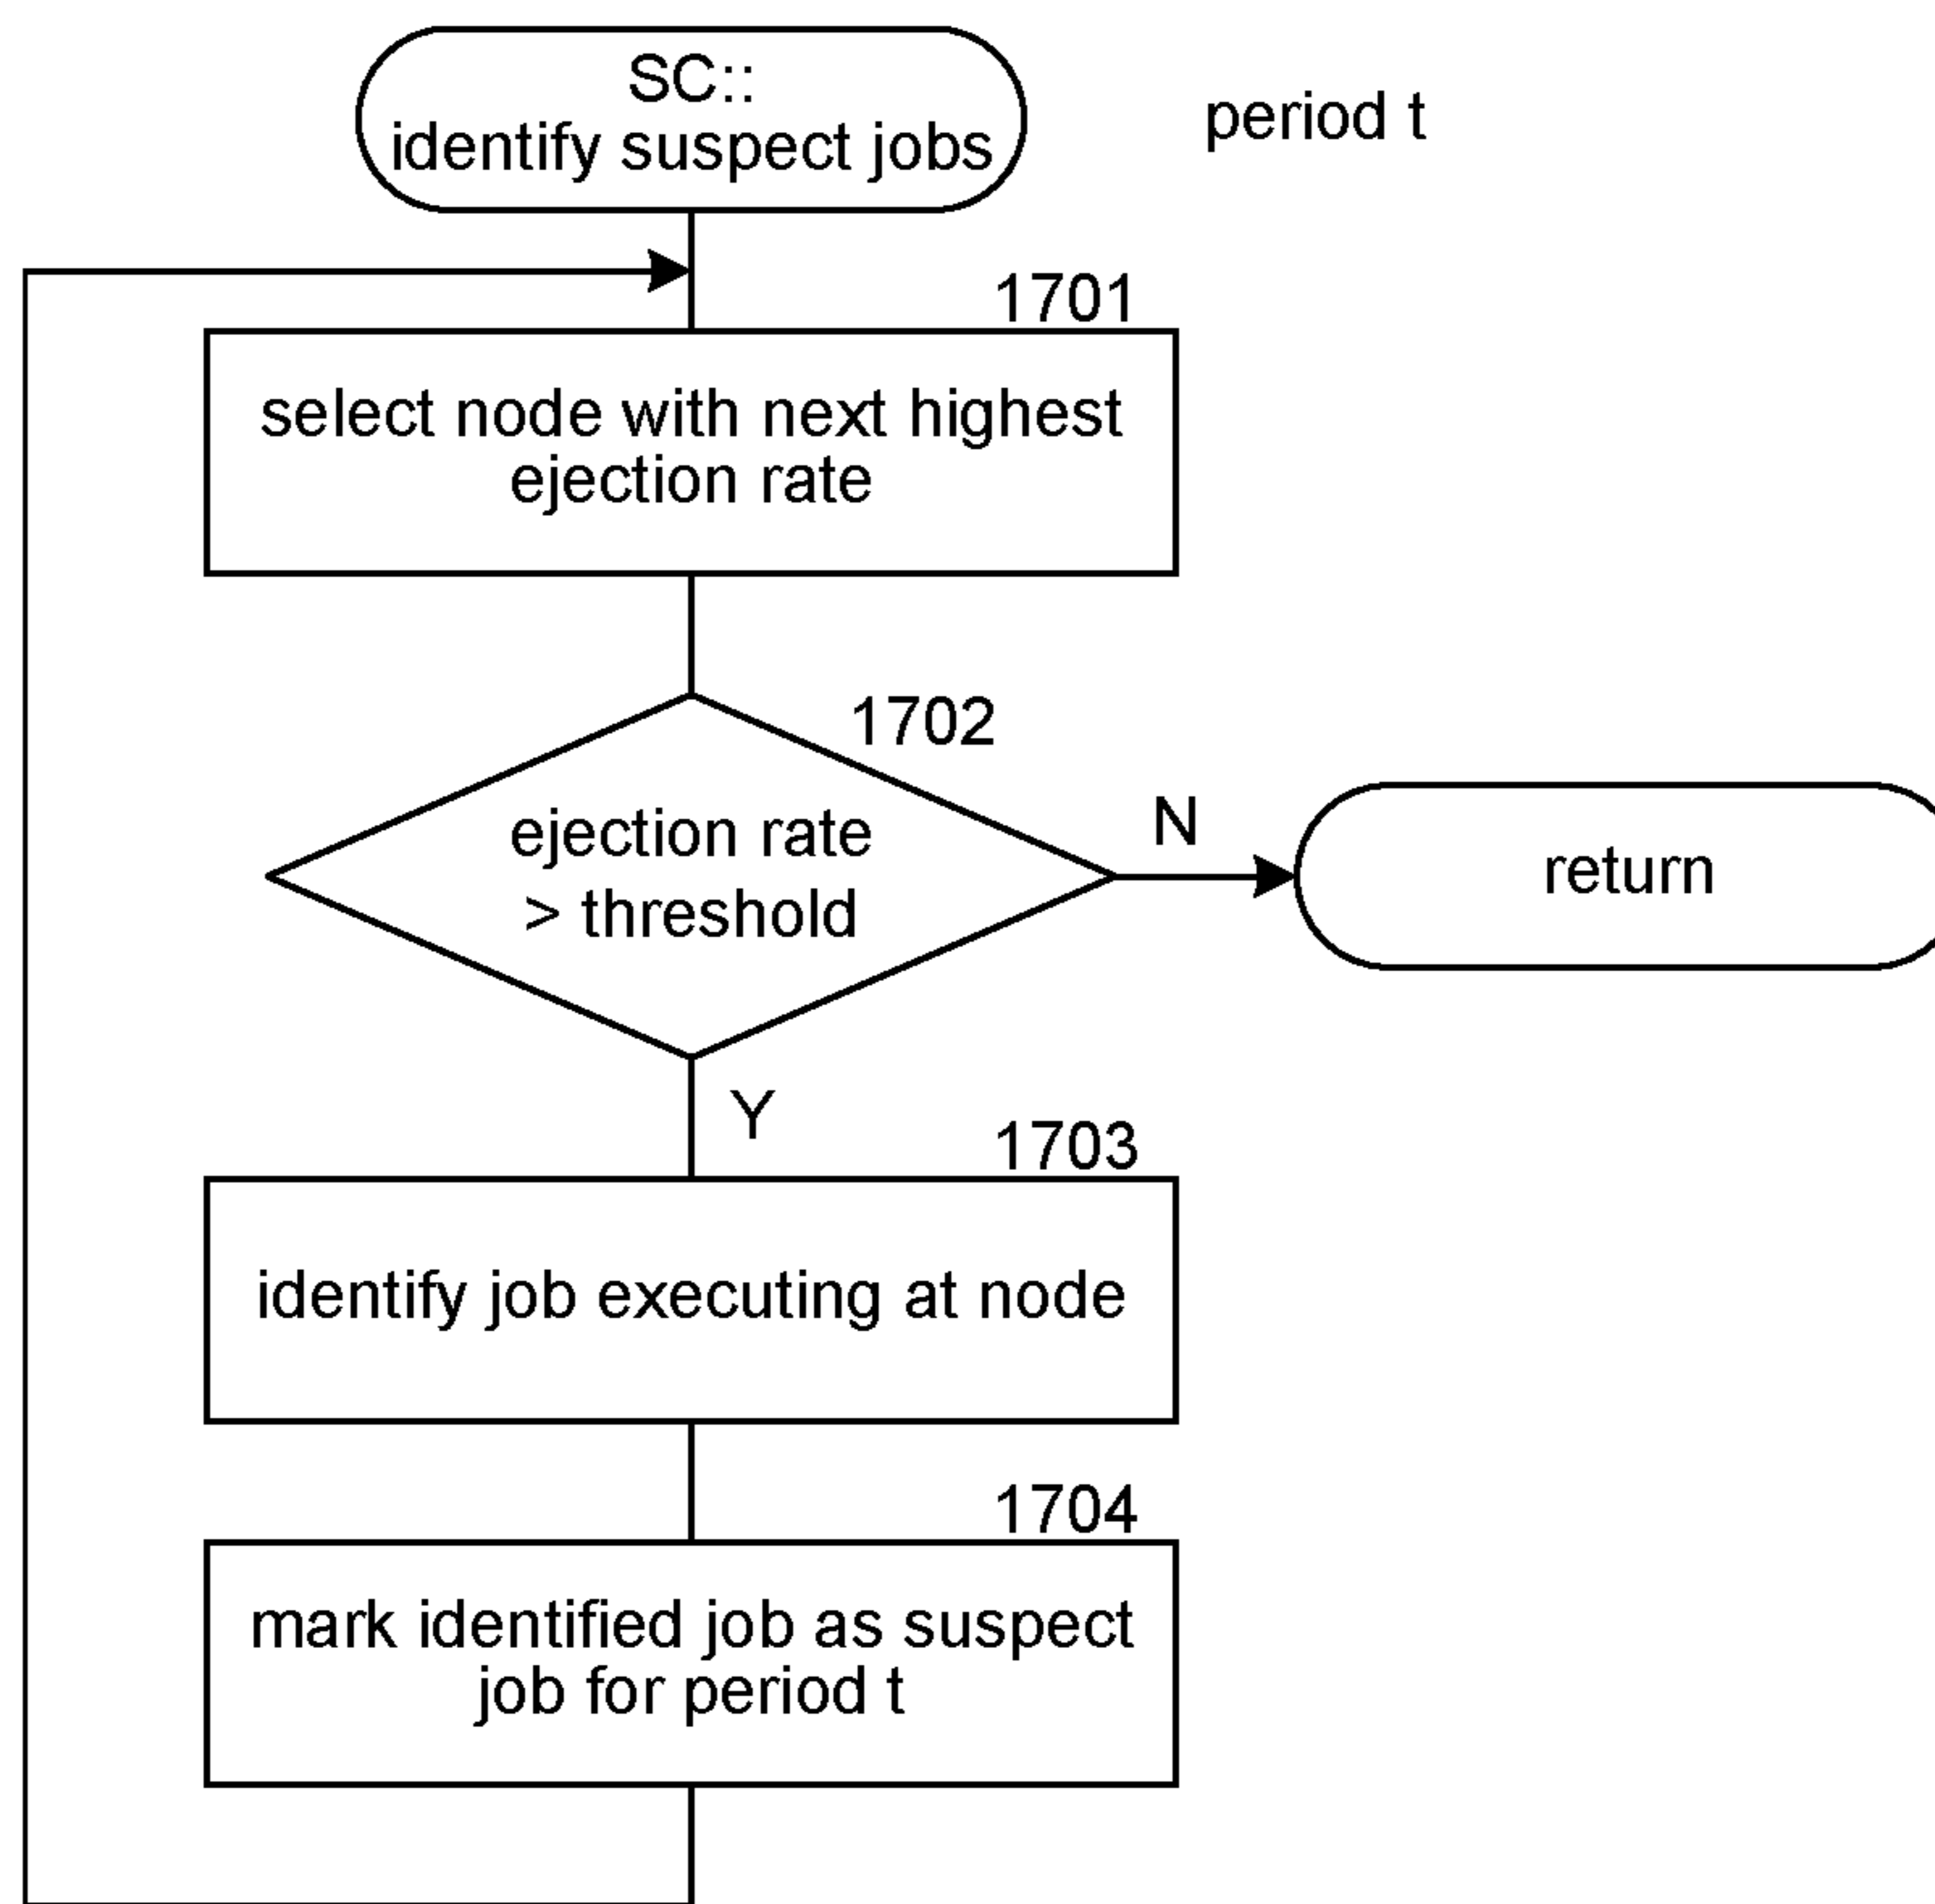 SC::
identify suspect jobs
period t
1701
select node with next highest
ejection rate
1702
ejection rate
> threshold
N
return
Y
1703
identify job executing at node
1704
mark identified job as suspect
job for period t